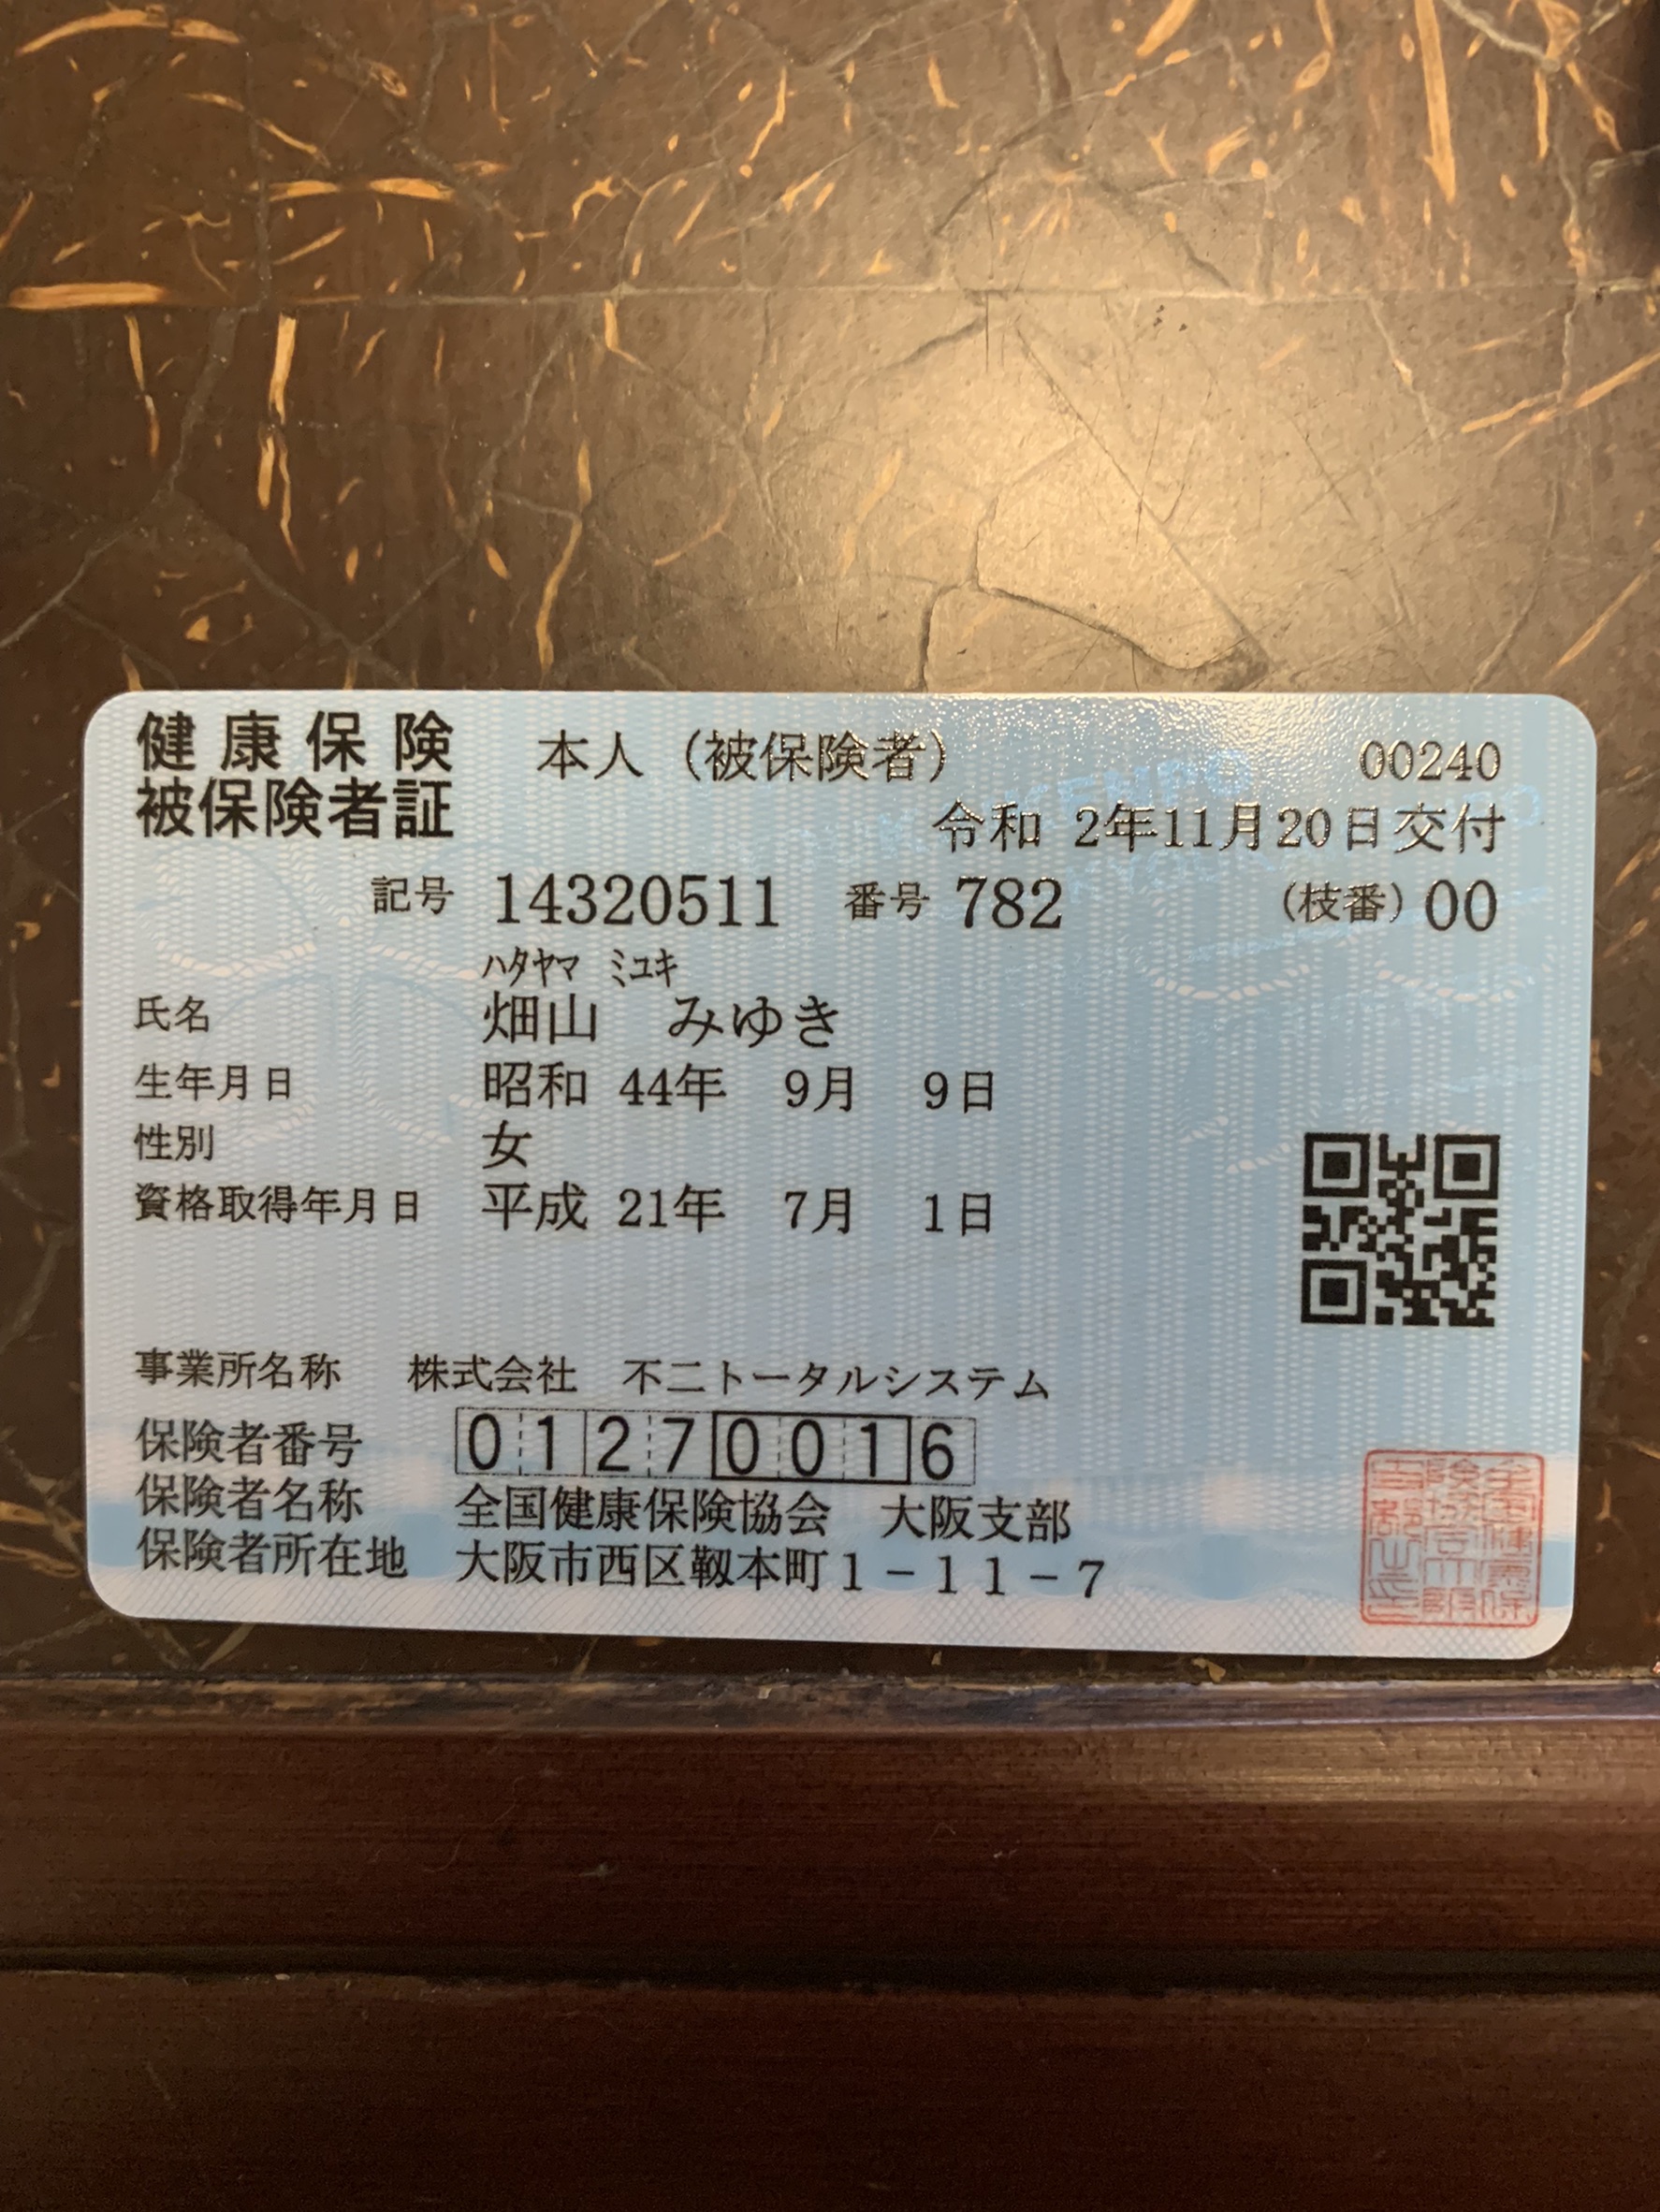 健康保険 本人（被保険者） 00240
被保険者証 令和 2年11月20日交付
記号 14320511 番号 782 （枝番）00
ﾊﾀﾔﾏ ﾐﾕｷ
氏名 畑山 みゆき
生年月日 昭和 44年 9月 9日
性別 女
資格取得年月日 平成 21年 7月 1日
事業所名称 株式会社 不二トータルシステム
保険者番号 01270016
保険者名称 全国健康保険協会 大阪支部
保険者所在地 大阪市西区靱本町１－１１－７